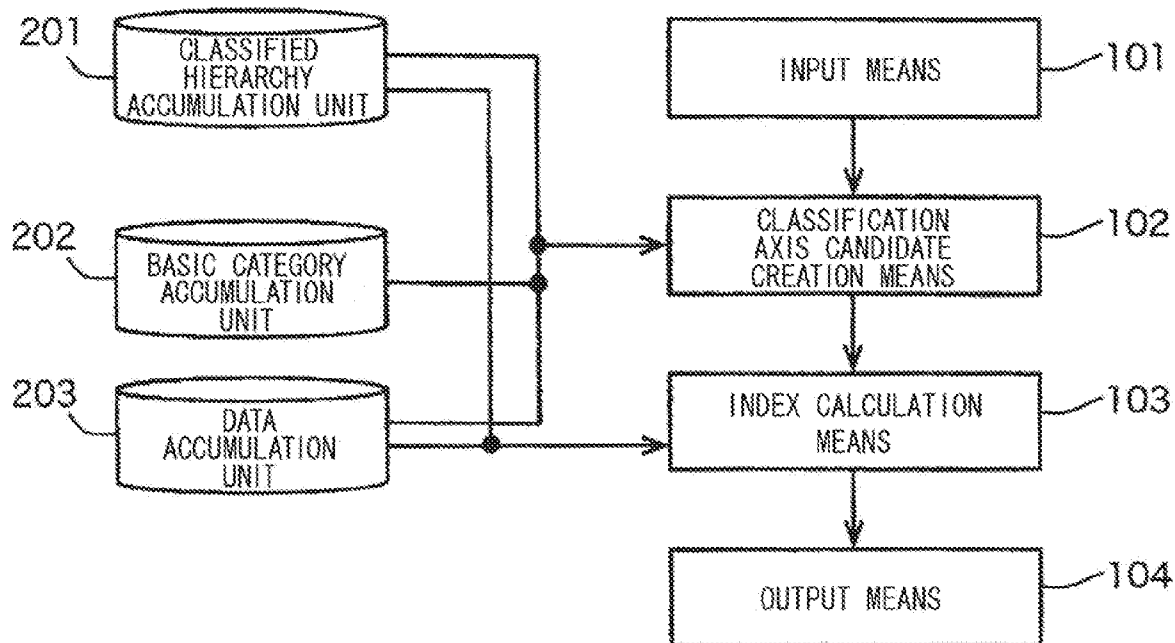 201
CLASSIFIED
HIERARCHY
ACCUMULATION UNIT
INPUT MEANS
101
202
BASIC CATEGORY
ACCUMULATION
UNIT
CLASSIFICATION
AXIS CANDIDATE
CREATION MEANS
102
203
DATA
ACCUMULATION
UNIT
INDEX CALCULATION
MEANS
103
OUTPUT MEANS
104